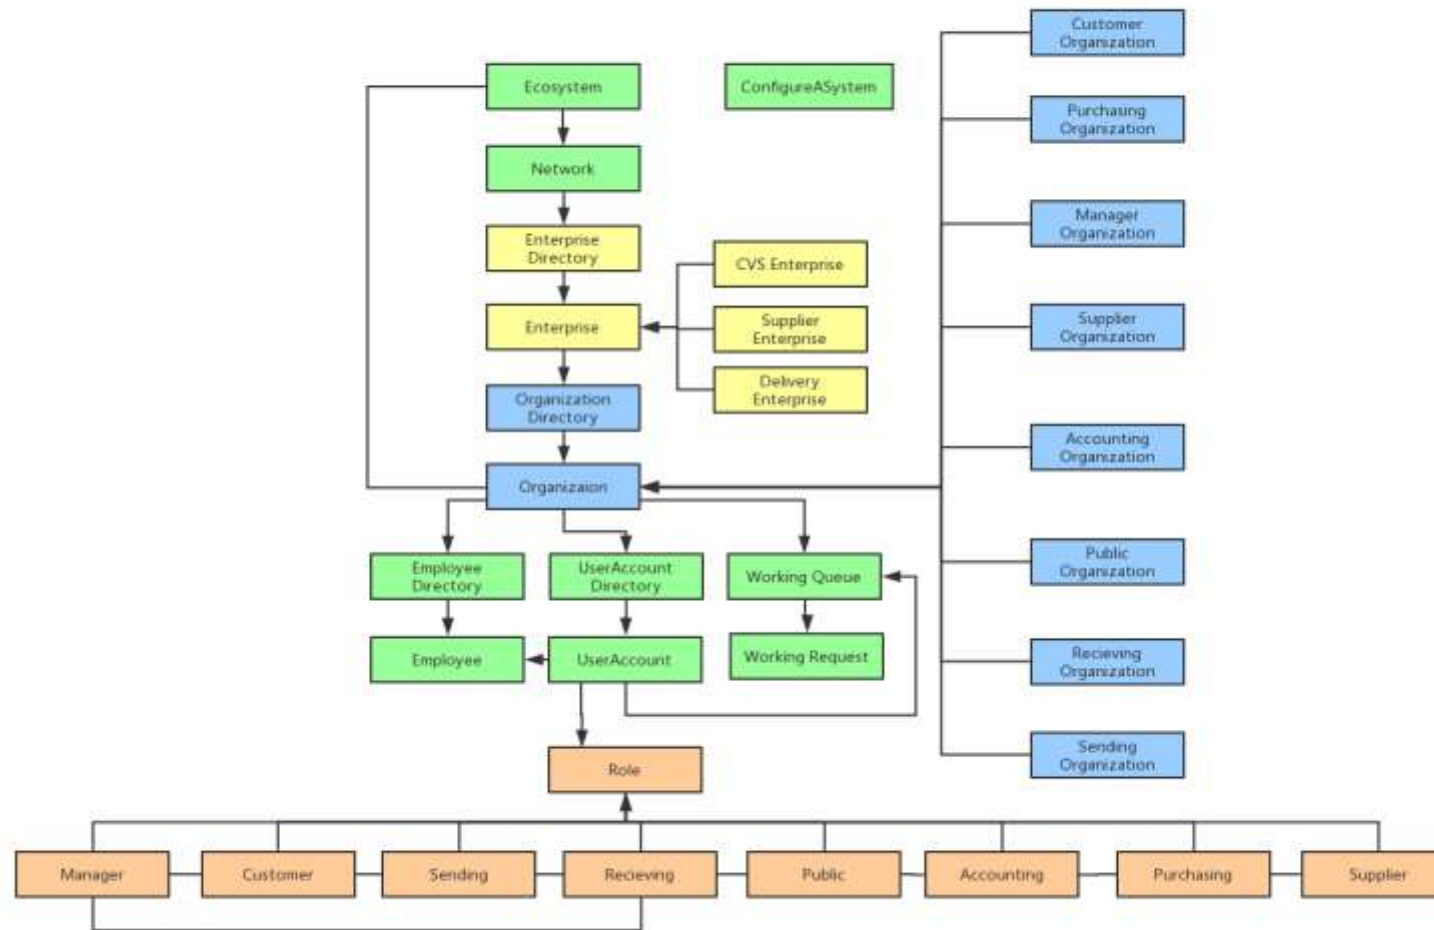 Customer
Organization
Ecosystem
ConfigureASystem
Purchasing
Organization
Network
Manager
Organization
Enterprise
Directory
CVS Enterprise
Enterprise
Supplier
Enterprise
Supplier
Organization
Delivery
Enterprise
Organization
Directory
Accounting
Organization
Organizaion
Employee
Directory
UserAccount
Directory
Working Queue
Public
Organization
Employee
UserAccount
Working Request
Recieving
Organization
Role
Sending
Organization
Manager
Customer
Sending
Recieving
Public
Accounting
Purchasing
Supplier